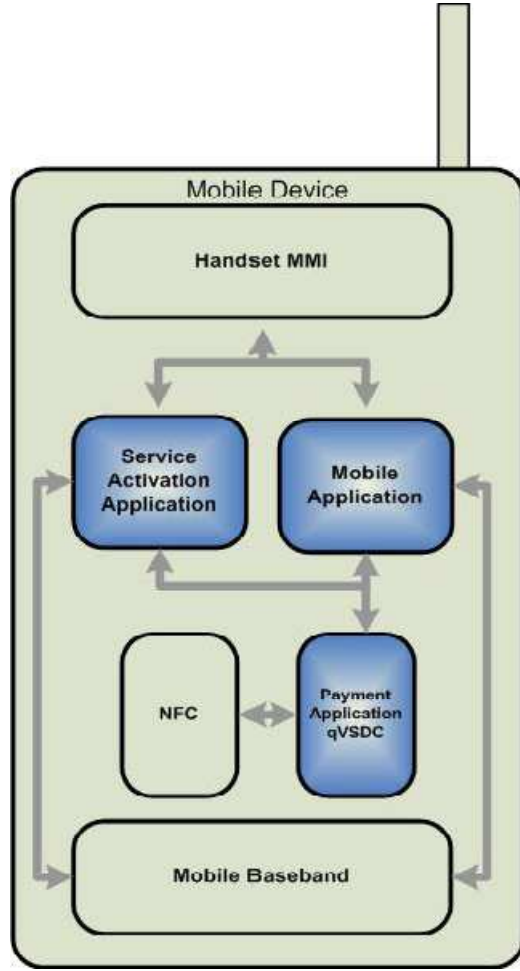 Mobile Device
Handset MMI
Service
Activation
Application
Mobile
Application
NFC
Payment
Application
qVSDC
Mobile Baseband